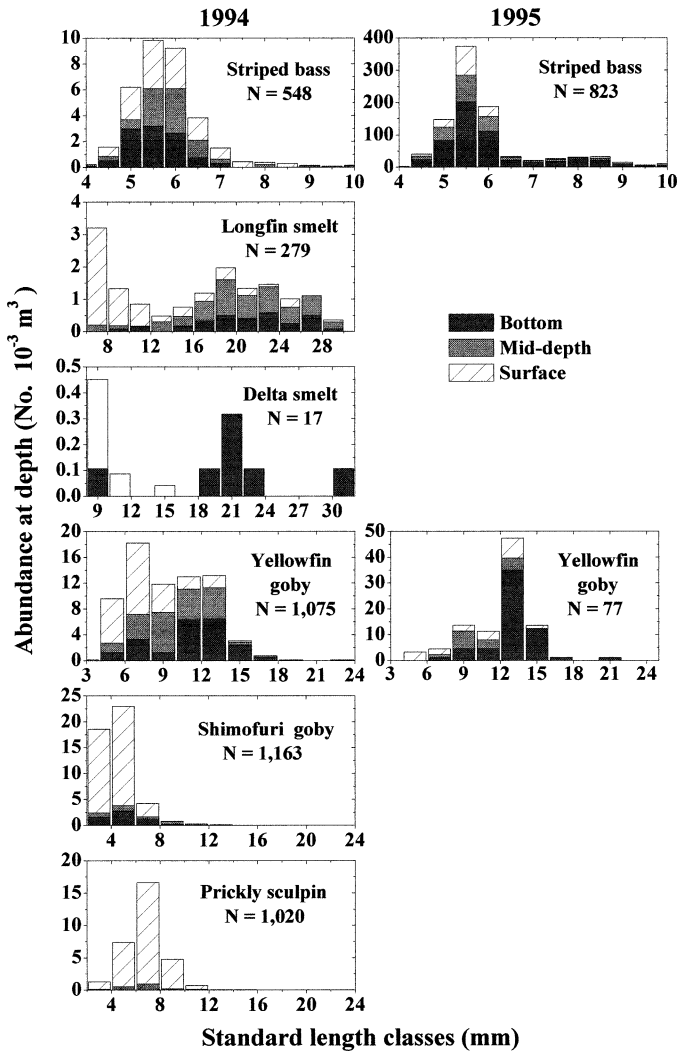 1994
1995
Striped bass
N = 548
10
8
6
4
2
0
4 5 6 7 8 9 10
Striped bass
N = 823
400
300
200
100
0
4 5 6 7 8 9 10
Longfin smelt
N = 279
4
3
2
1
0
8 12 16 20 24 28
Bottom
Mid-depth
Surface
Delta smelt
N = 17
0.5
0.4
0.3
0.1
0.0
9 12 15 18 21 24 27 30
Yellowfin
goby
N = 1,075
20
16
12
8
4
0
3 6 9 12 15 18 21 24
Yellowfin
goby
N = 77
50
40
30
20
10
0
3 6 9 12 15 18 21 24
Shimofuri goby
N = 1,163
25
20
15
10
5
0
4 8 12 16 20 24
Prickly sculpin
N = 1,020
20
15
10
5
0
4 8 12 16 20 24
Abundance at depth (No. 10⁻³ m³)
Standard length classes (mm)